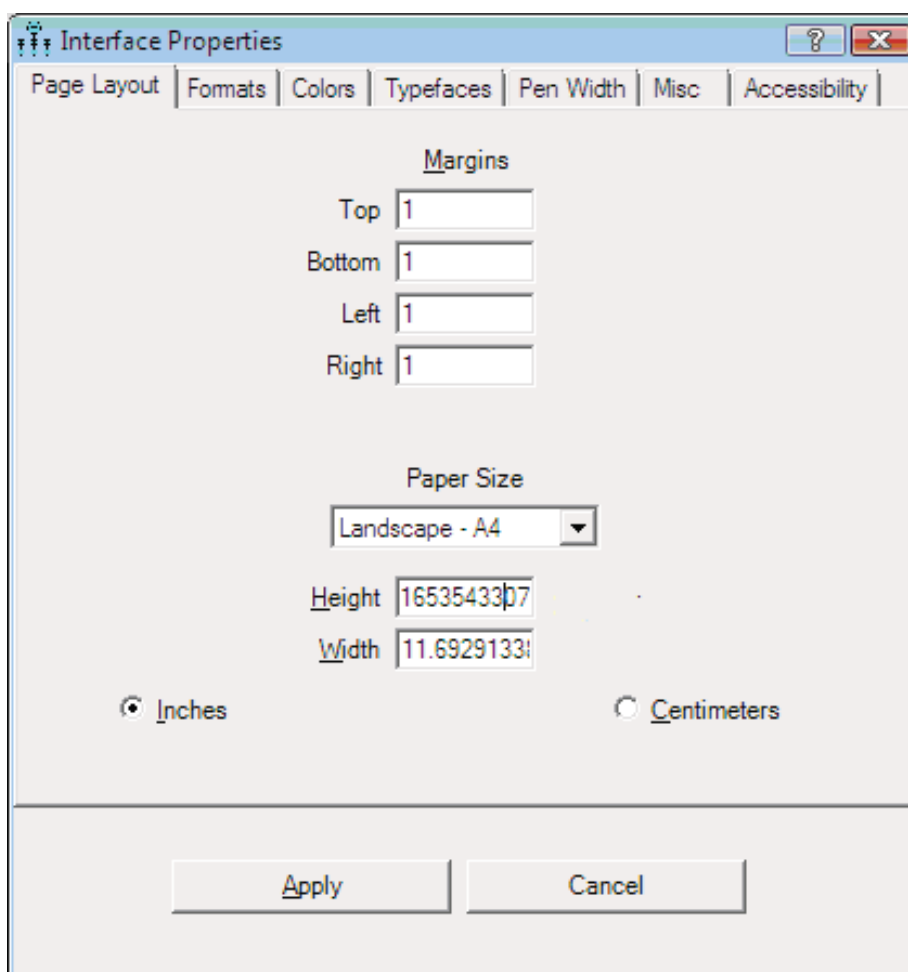 Interface Properties
Page Layout Formats Colors Typefaces Pen Width Misc Accessibility
Margins
Top 1
Bottom 1
Left 1
Right 1
Paper Size
Landscape - A4
Height 1653543307
Width 11.69291338
Inches Centimeters
Apply Cancel